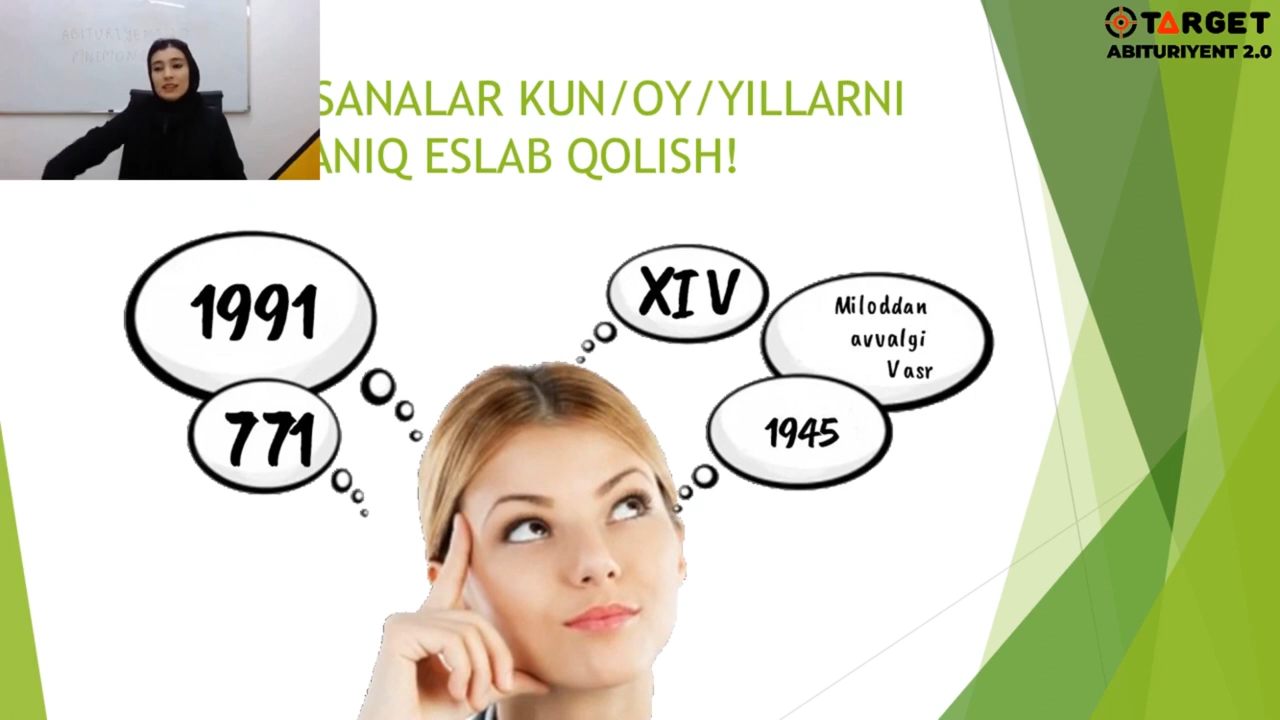 TARGET
ABITURIYENT 2.0
SANALAR KUN/OY/YILLARNI
ANIQ ESLAB QOLISH!
1991
771
XIV
Miloddan
avvalgi
V asr
1945